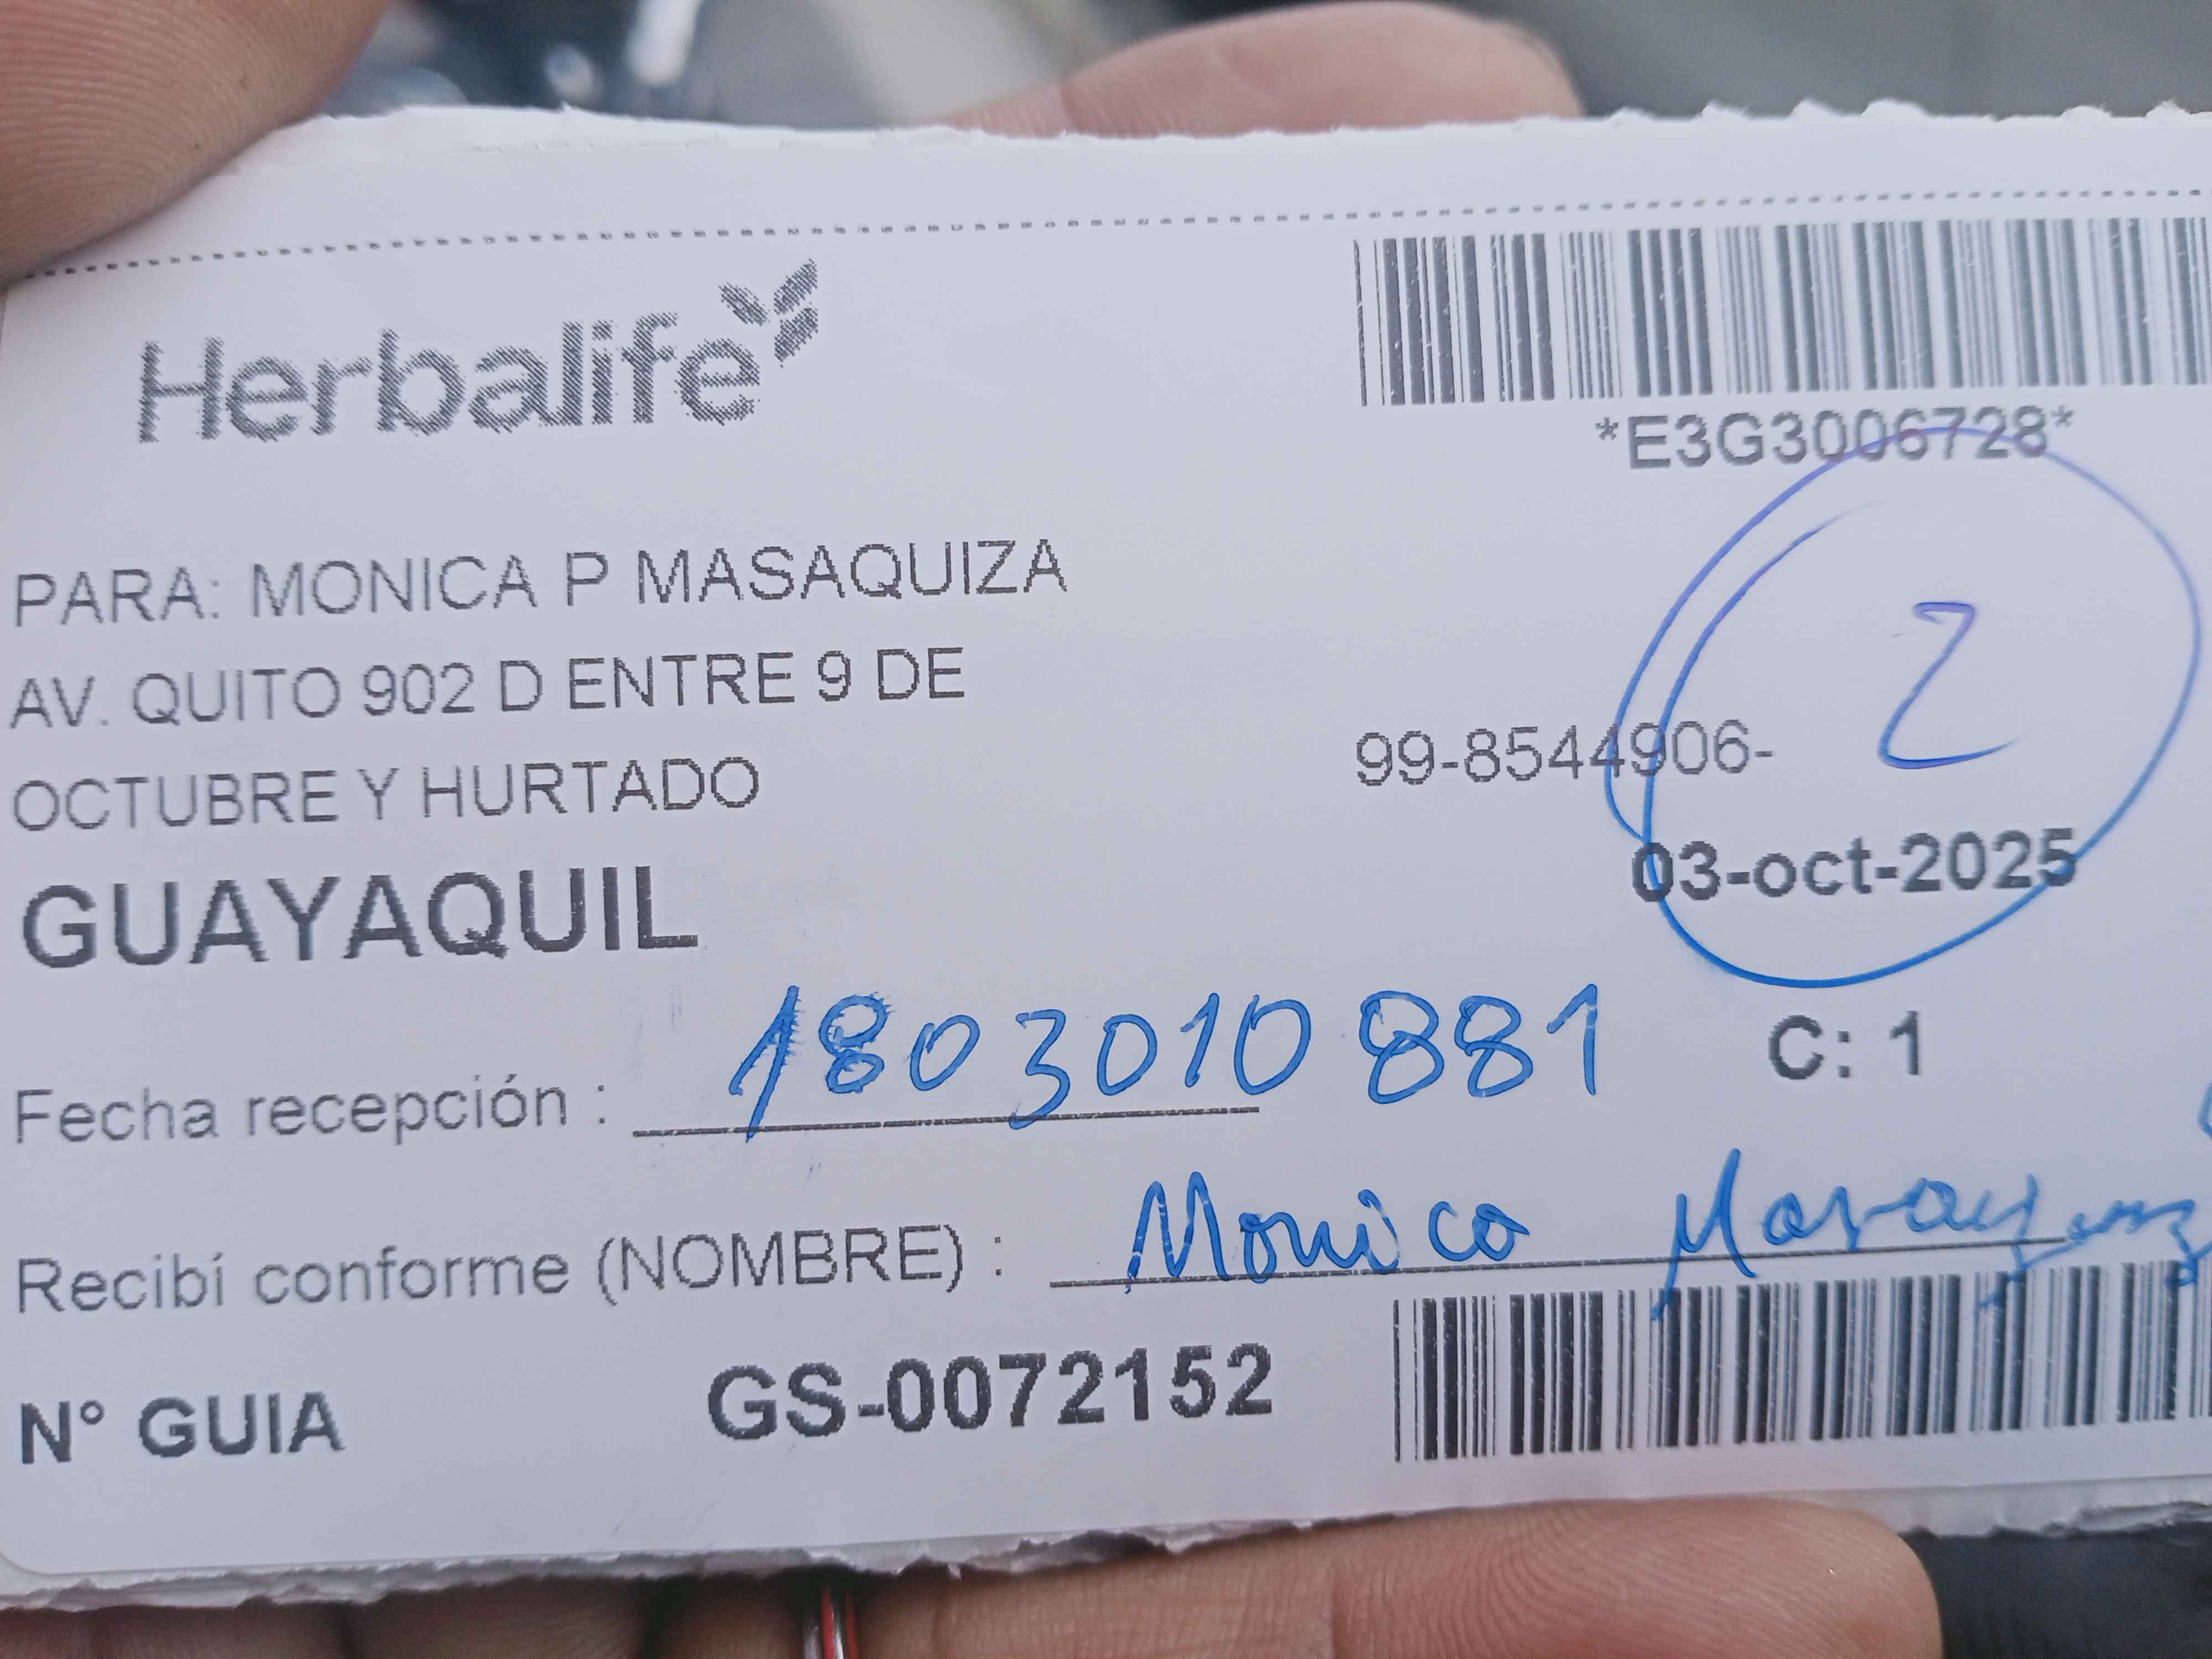 Herbalife
*E3G3006728*
PARA: MONICA P MASAQUIZA
AV. QUITO 902 D ENTRE 9 DE
OCTUBRE Y HURTADO
99-8544906-
2
03-oct-2025
GUAYAQUIL
C: 1
Fecha recepción : 1803010881
Recibí conforme (NOMBRE) : Monica
N° GUIA GS-0072152